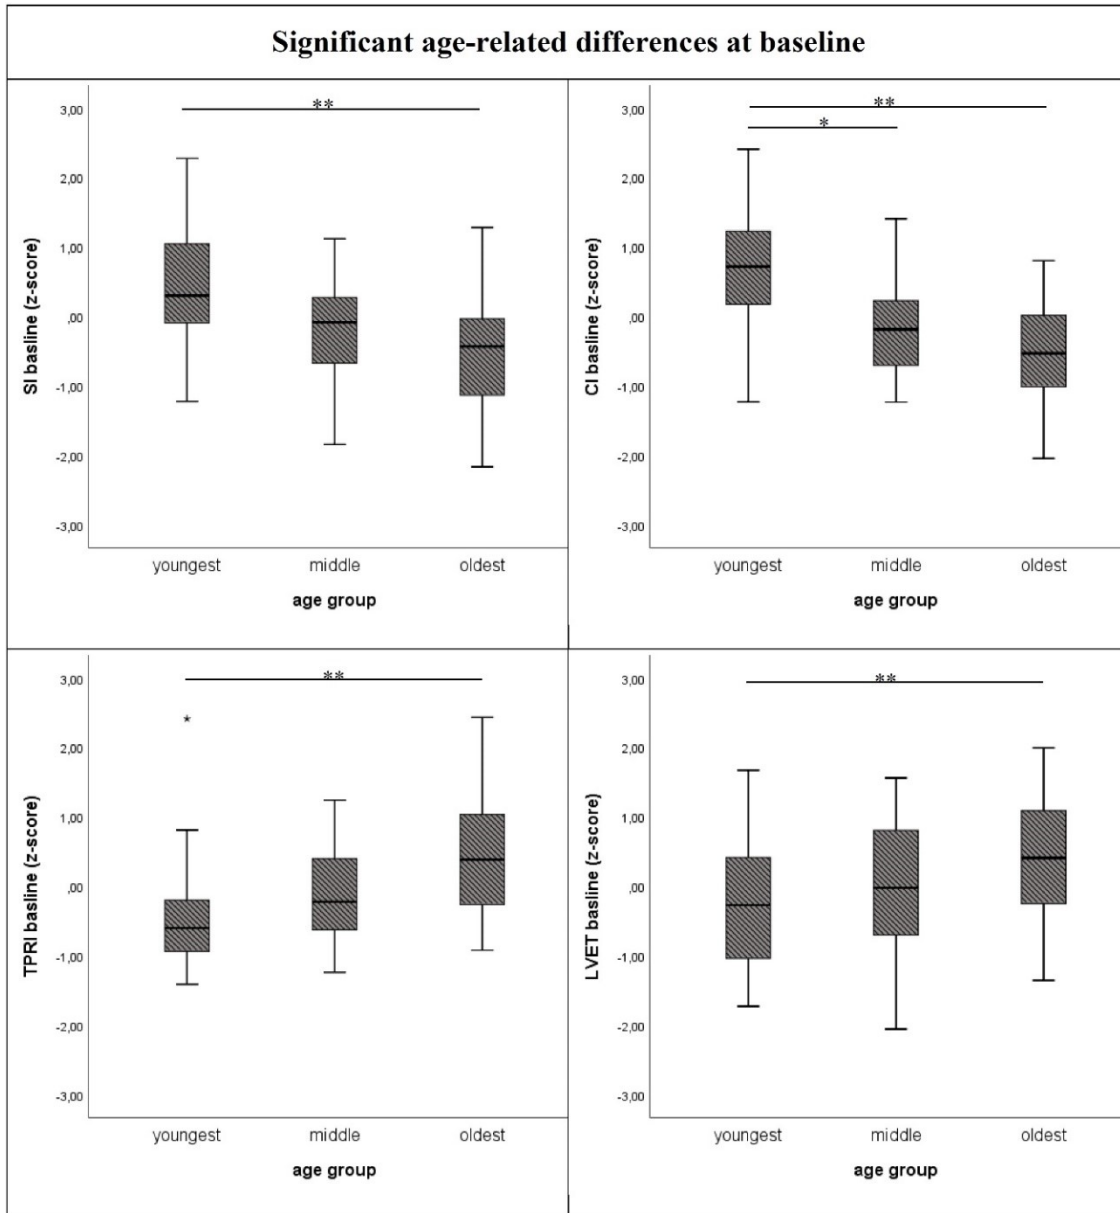 Significant age-related differences at baseline
**
3,00
2,00
1,00
,00
-1,00
-2,00
-3,00
SI basline (z-score)
youngest middle oldest
age group
**
*
3,00
2,00
1,00
,00
-1,00
-2,00
-3,00
CI basline (z-score)
youngest middle oldest
age group
**
*
3,00
2,00
1,00
,00
-1,00
-2,00
-3,00
TPRI basline (z-score)
youngest middle oldest
age group
**
3,00
2,00
1,00
,00
-1,00
-2,00
-3,00
LVET basline (z-score)
youngest middle oldest
age group